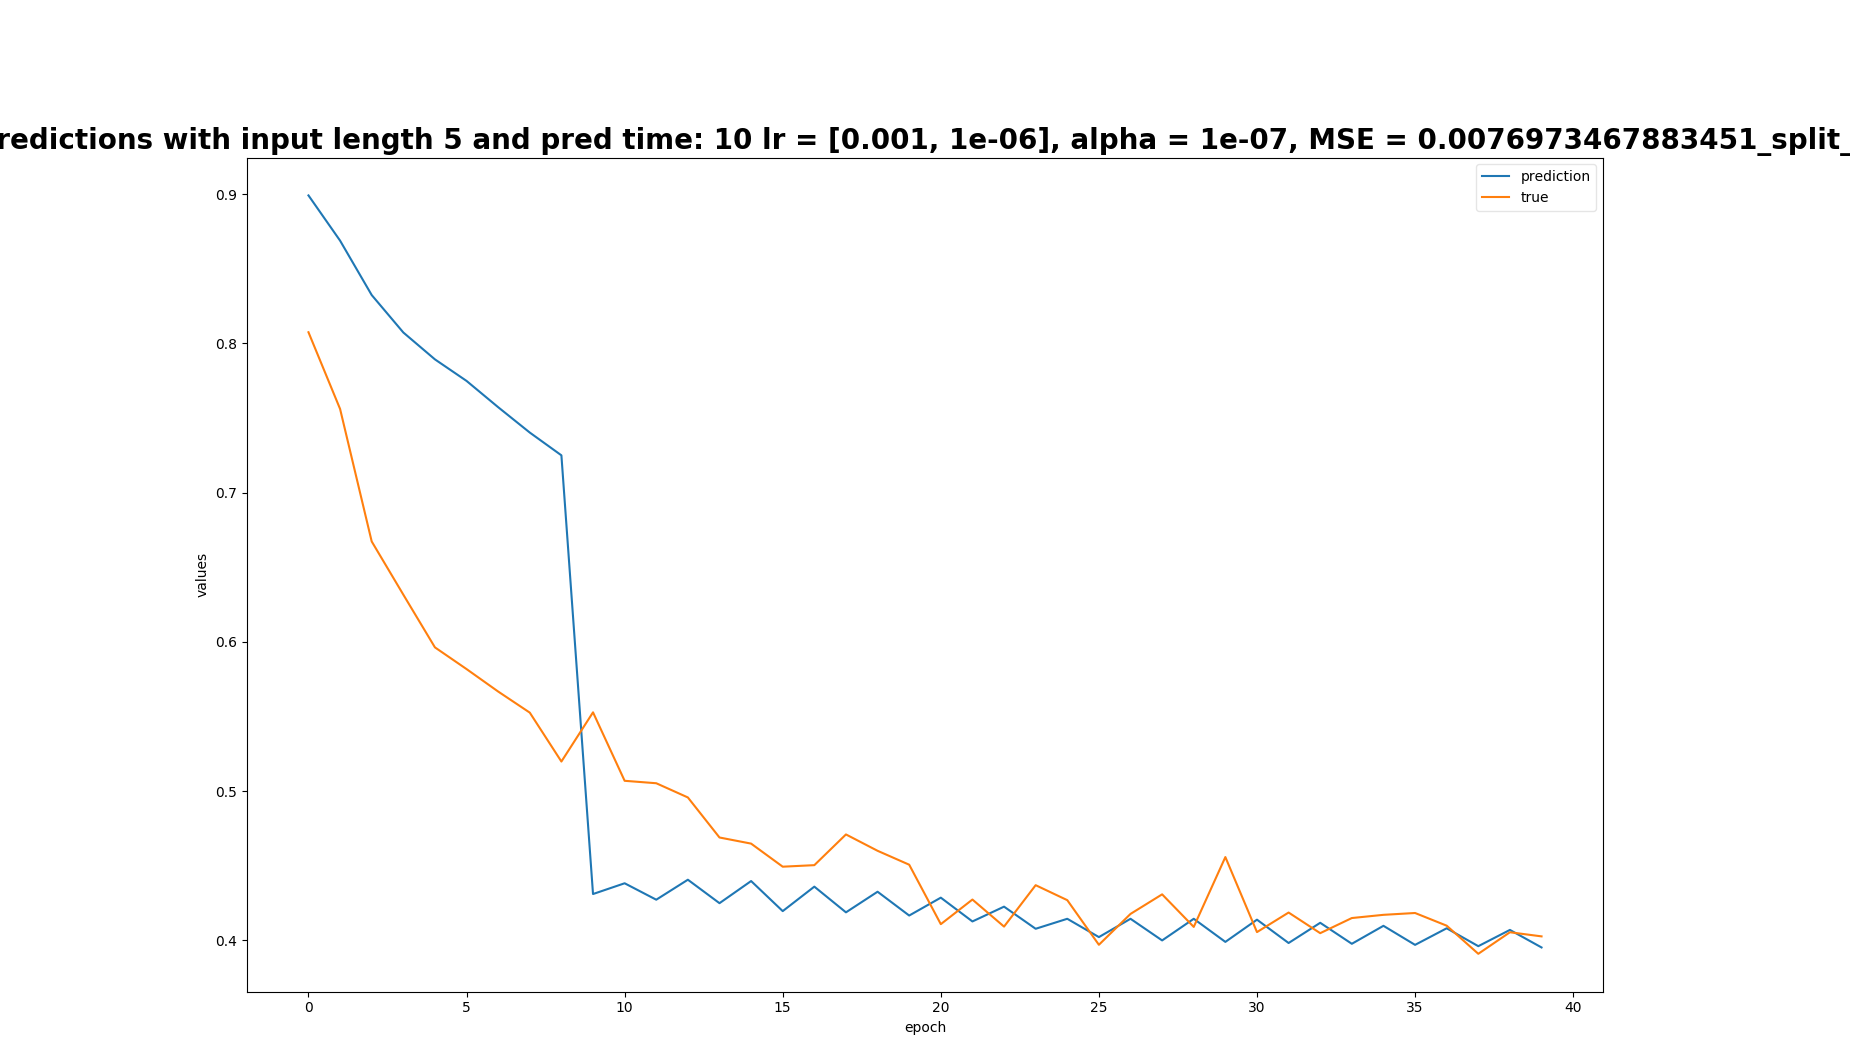 redictions with input length 5 and pred time: 10 lr = [0.001, 1e-06], alpha = 1e-07, MSE = 0.0076973467883451_split_
prediction
true
0.9
0.8
0.7
0.6
0.5
0.4
values
0 5 10 15 20 25 30 35 40
epoch